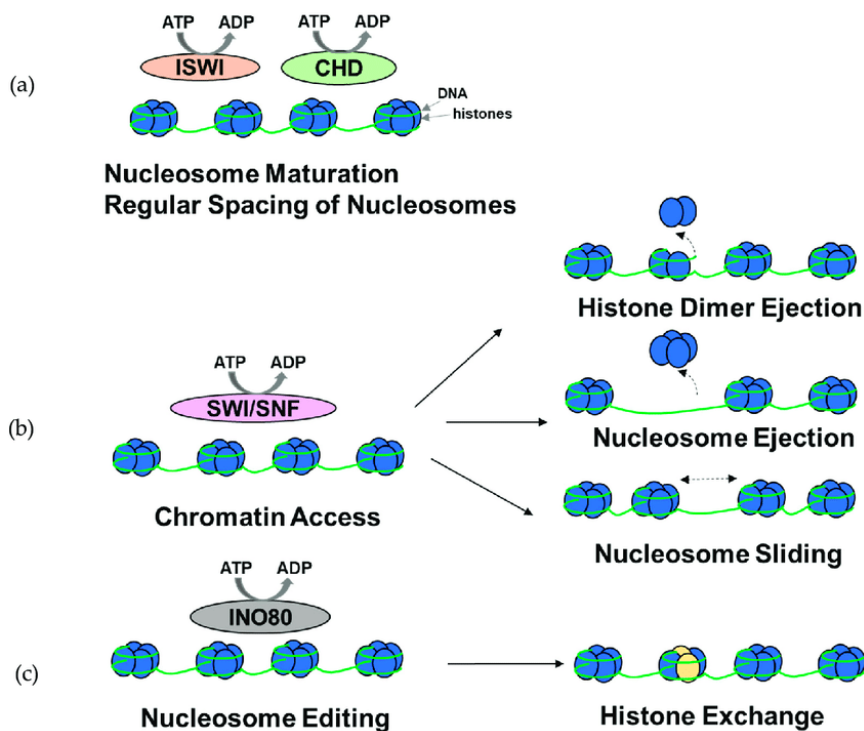 (a)
ATP ADP ATP ADP
ISWI CHD
DNA
histones
Nucleosome Maturation
Regular Spacing of Nucleosomes
(b)
ATP ADP
SWI/SNF
Chromatin Access
Histone Dimer Ejection
Nucleosome Ejection
Nucleosome Sliding
(c)
ATP ADP
INO80
Nucleosome Editing
Histone Exchange